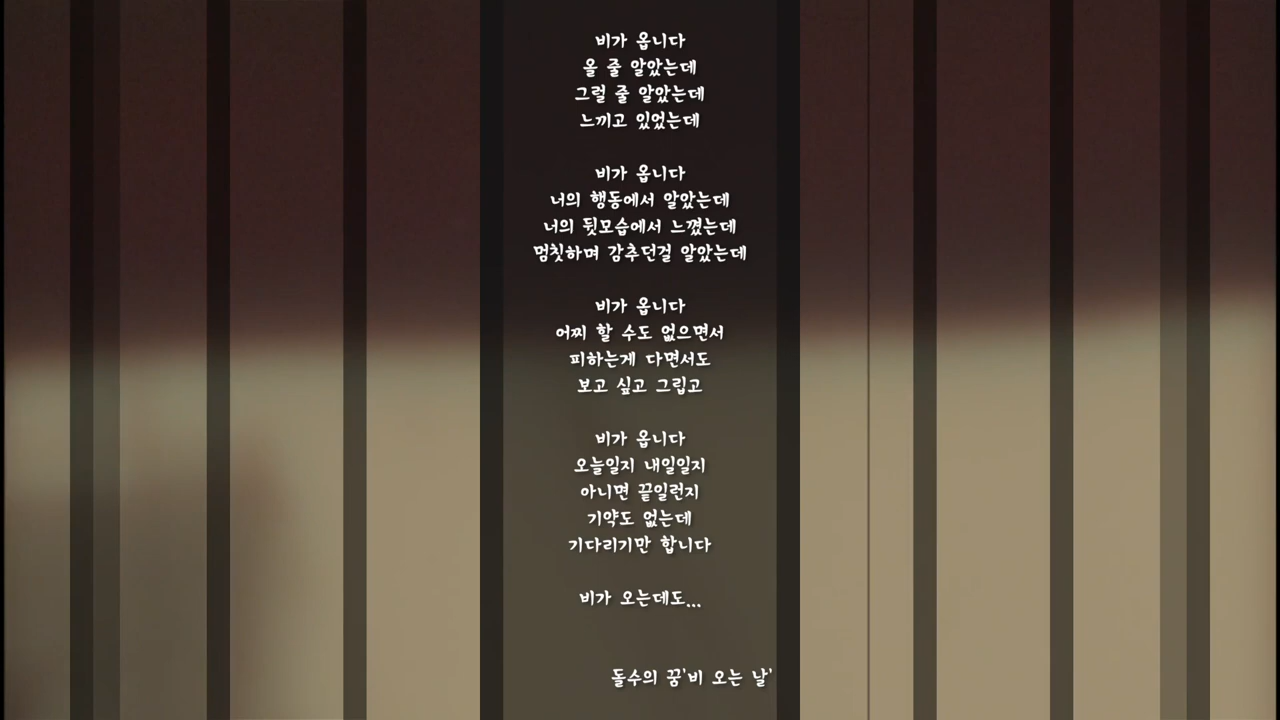 비가 옵니다
올 줄 알았는데
그럴 줄 알았는데
느끼고 있었는데
비가 옵니다
너의 행동에서 알았는데
너의 뒷모습에서 느꼈는데
멈칫하며 감추던걸 알았는데
비가 옵니다
어찌 할 수도 없으면서
피하는게 다면서도
보고 싶고 그립고
비가 옵니다
오늘일지 내일일지
아니면 끝일런지
기약도 없는데
기다리기만 합니다
비가 오는데도...
돌수의 꿈'비 오는 날'